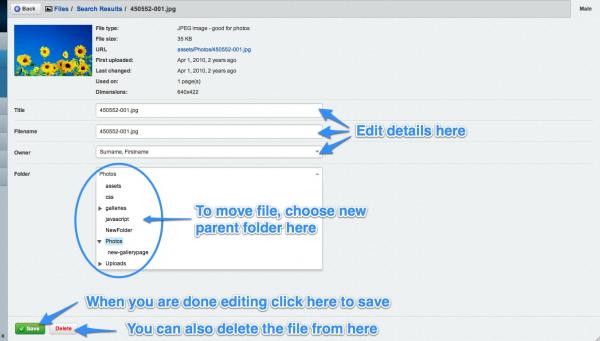 Back Files / Search Results / 450552-001.jpg Main
File type: JPEG image - good for photos
File size: 35 KB
URL assets/Photos/450552-001.jpg
First uploaded: Apr 1, 2010, 2 years ago
Last changed: Apr 1, 2010, 2 years ago
Used on: 1 page(s)
Dimensions: 640x422
Title 450552-001.jpg
Filename 450552-001.jpg
Edit details here
Owner Surname, Firstname
Folder Photos
assets
css
galleries
javascript
NewFolder
Photos
new-gallerypage
Uploads
To move file, choose new
parent folder here
When you are done editing click here to save
Save Delete You can also delete the file from here